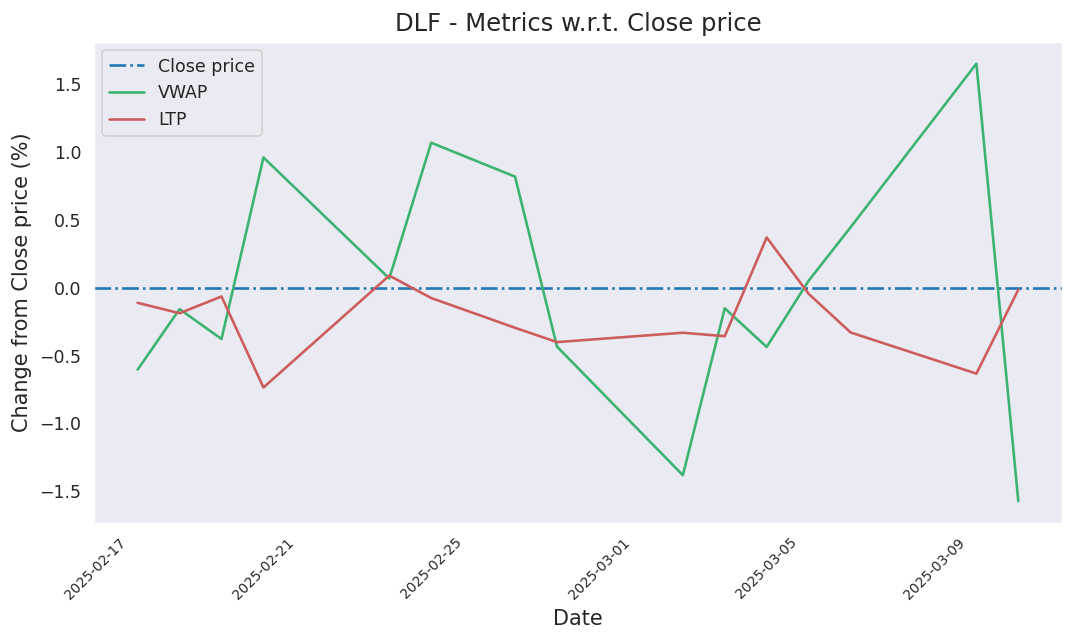 DLF - Metrics w.r.t. Close price
Close price
VWAP
LTP
Change from Close price (%)
1.5
1.0
0.5
0.0
−0.5
−1.0
−1.5
2025-02-17
2025-02-21
2025-02-25
2025-03-01
2025-03-05
2025-03-09
Date